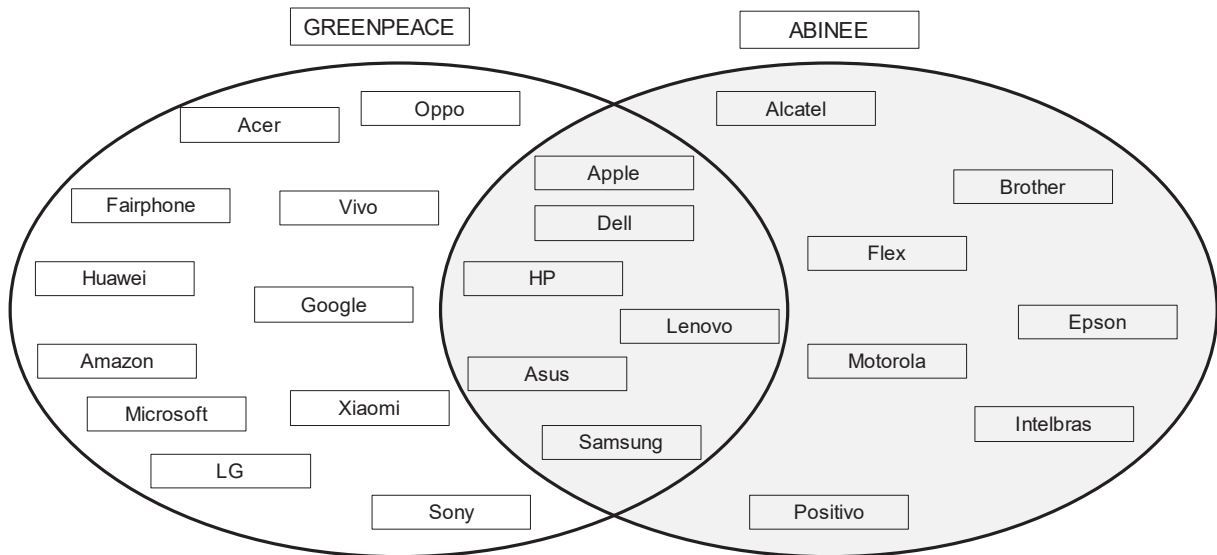 GREENPEACE
ABINEE
Oppo
Acer
Alcatel
Apple
Brother
Fairphone
Vivo
Dell
Flex
Huawei
HP
Google
Lenovo
Epson
Amazon
Motorola
Asus
Xiaomi
Microsoft
Intelbras
Samsung
LG
Sony
Positivo